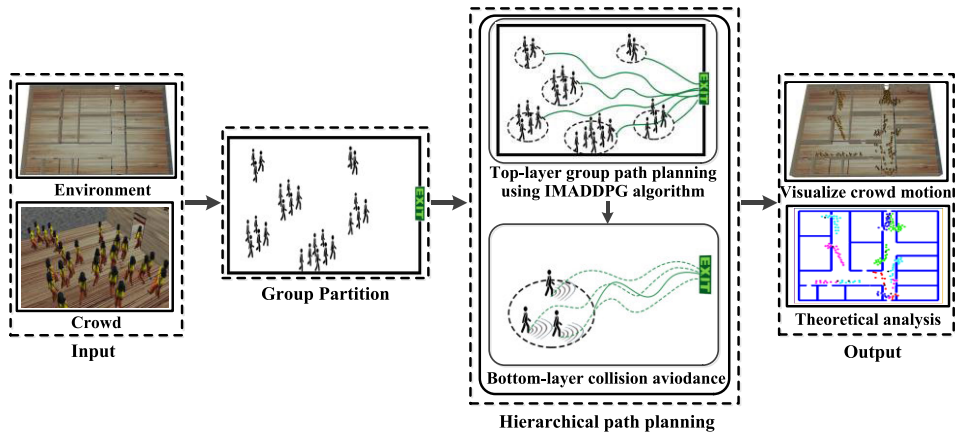 Environment
Crowd
Input
EXIT
Group Partition
EXIT
Top-layer group path planning
using IMADDPG algorithm
EXIT
Bottom-layer collision aviodance
Hierarchical path planning
Visualize crowd motion
Theoretical analysis
Output